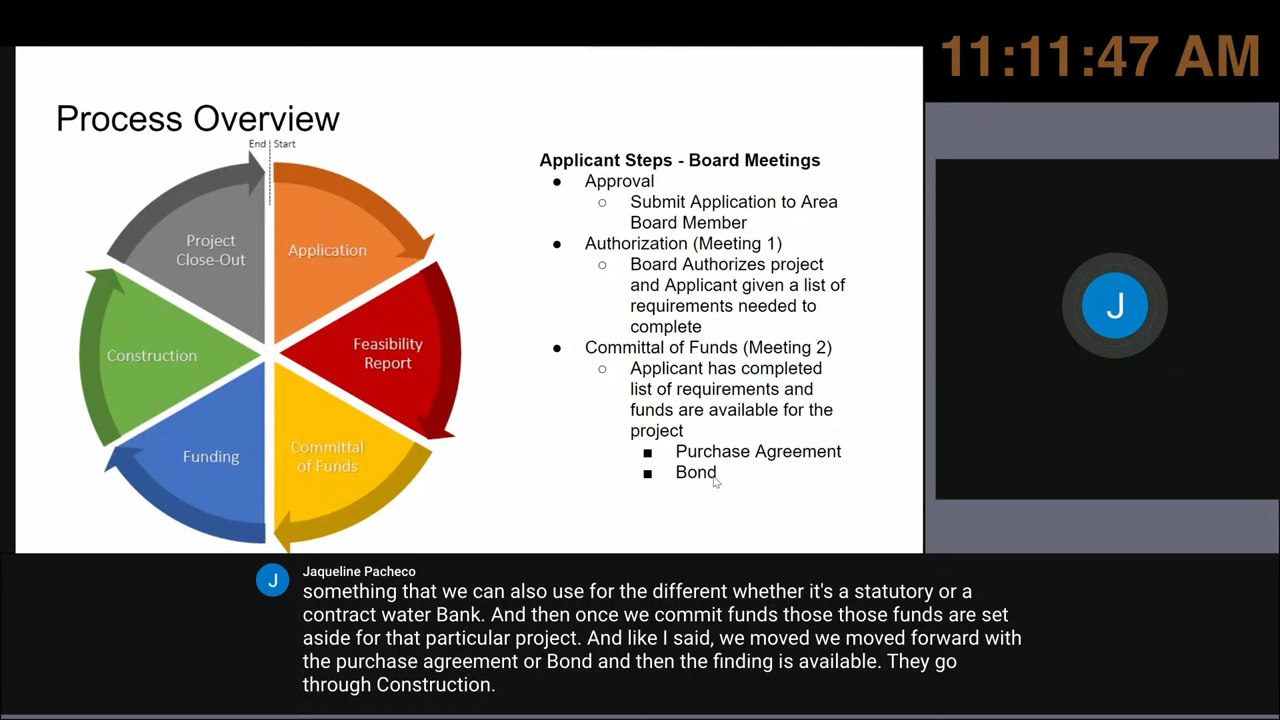 11:11:47 AM
Process Overview
End
Start
Application
Feasibility
Report
Committal
of Funds
Funding
Construction
Project
Close-Out
Applicant Steps - Board Meetings
● Approval
○ Submit Application to Area
Board Member
● Authorization (Meeting 1)
○ Board Authorizes project
and Applicant given a list of
requirements needed to
complete
● Committal of Funds (Meeting 2)
○ Applicant has completed
list of requirements and
funds are available for the
project
■ Purchase Agreement
■ Bond
J
J
Jaqueline Pacheco
something that we can also use for the different whether it's a statutory or a
contract water Bank. And then once we commit funds those those funds are set
aside for that particular project. And like I said, we moved we moved forward with
the purchase agreement or Bond and then the finding is available. They go
through Construction.